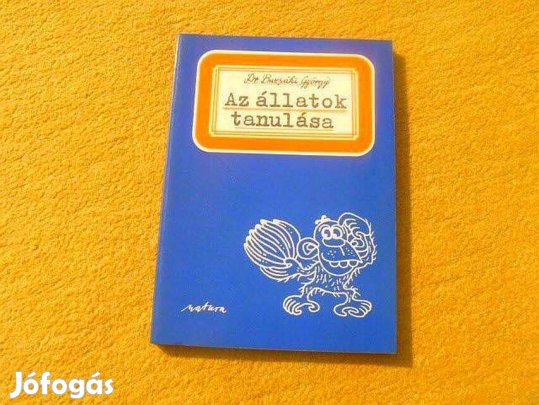 Dr. Buzsáki György
Az állatok
tanulása
natura
Jófogás